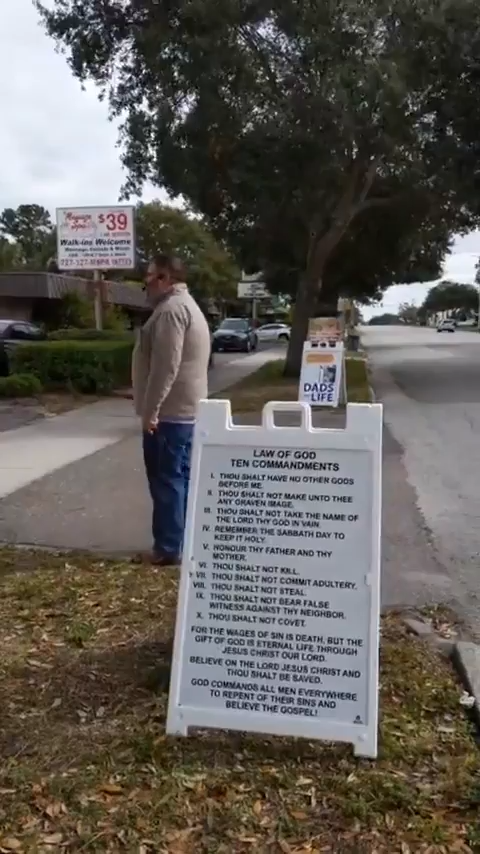 $39
Walk-ins Welcome
DADS
LIFE
LAW OF GOD
TEN COMMANDMENTS
I. THOU SHALT HAVE NO OTHER GODS
BEFORE ME.
II. THOU SHALT NOT MAKE UNTO THEE
ANY GRAVEN IMAGE.
III. THOU SHALT NOT TAKE THE NAME OF
THE LORD THY GOD IN VAIN.
IV. REMEMBER THE SABBATH DAY TO
KEEP IT HOLY.
V. HONOUR THY FATHER AND THY
MOTHER.
VI. THOU SHALT NOT KILL.
VII. THOU SHALT NOT COMMIT ADULTERY.
VIII. THOU SHALT NOT STEAL.
IX. THOU SHALT NOT BEAR FALSE
WITNESS AGAINST THY NEIGHBOR.
X. THOU SHALT NOT COVET.
FOR THE WAGES OF SIN IS DEATH, BUT THE
GIFT OF GOD IS ETERNAL LIFE THROUGH
JESUS CHRIST OUR LORD.
BELIEVE ON THE LORD JESUS CHRIST AND
THOU SHALT BE SAVED.
GOD COMMANDS ALL MEN EVERYWHERE
TO REPENT OF THEIR SINS AND
BELIEVE THE GOSPEL!